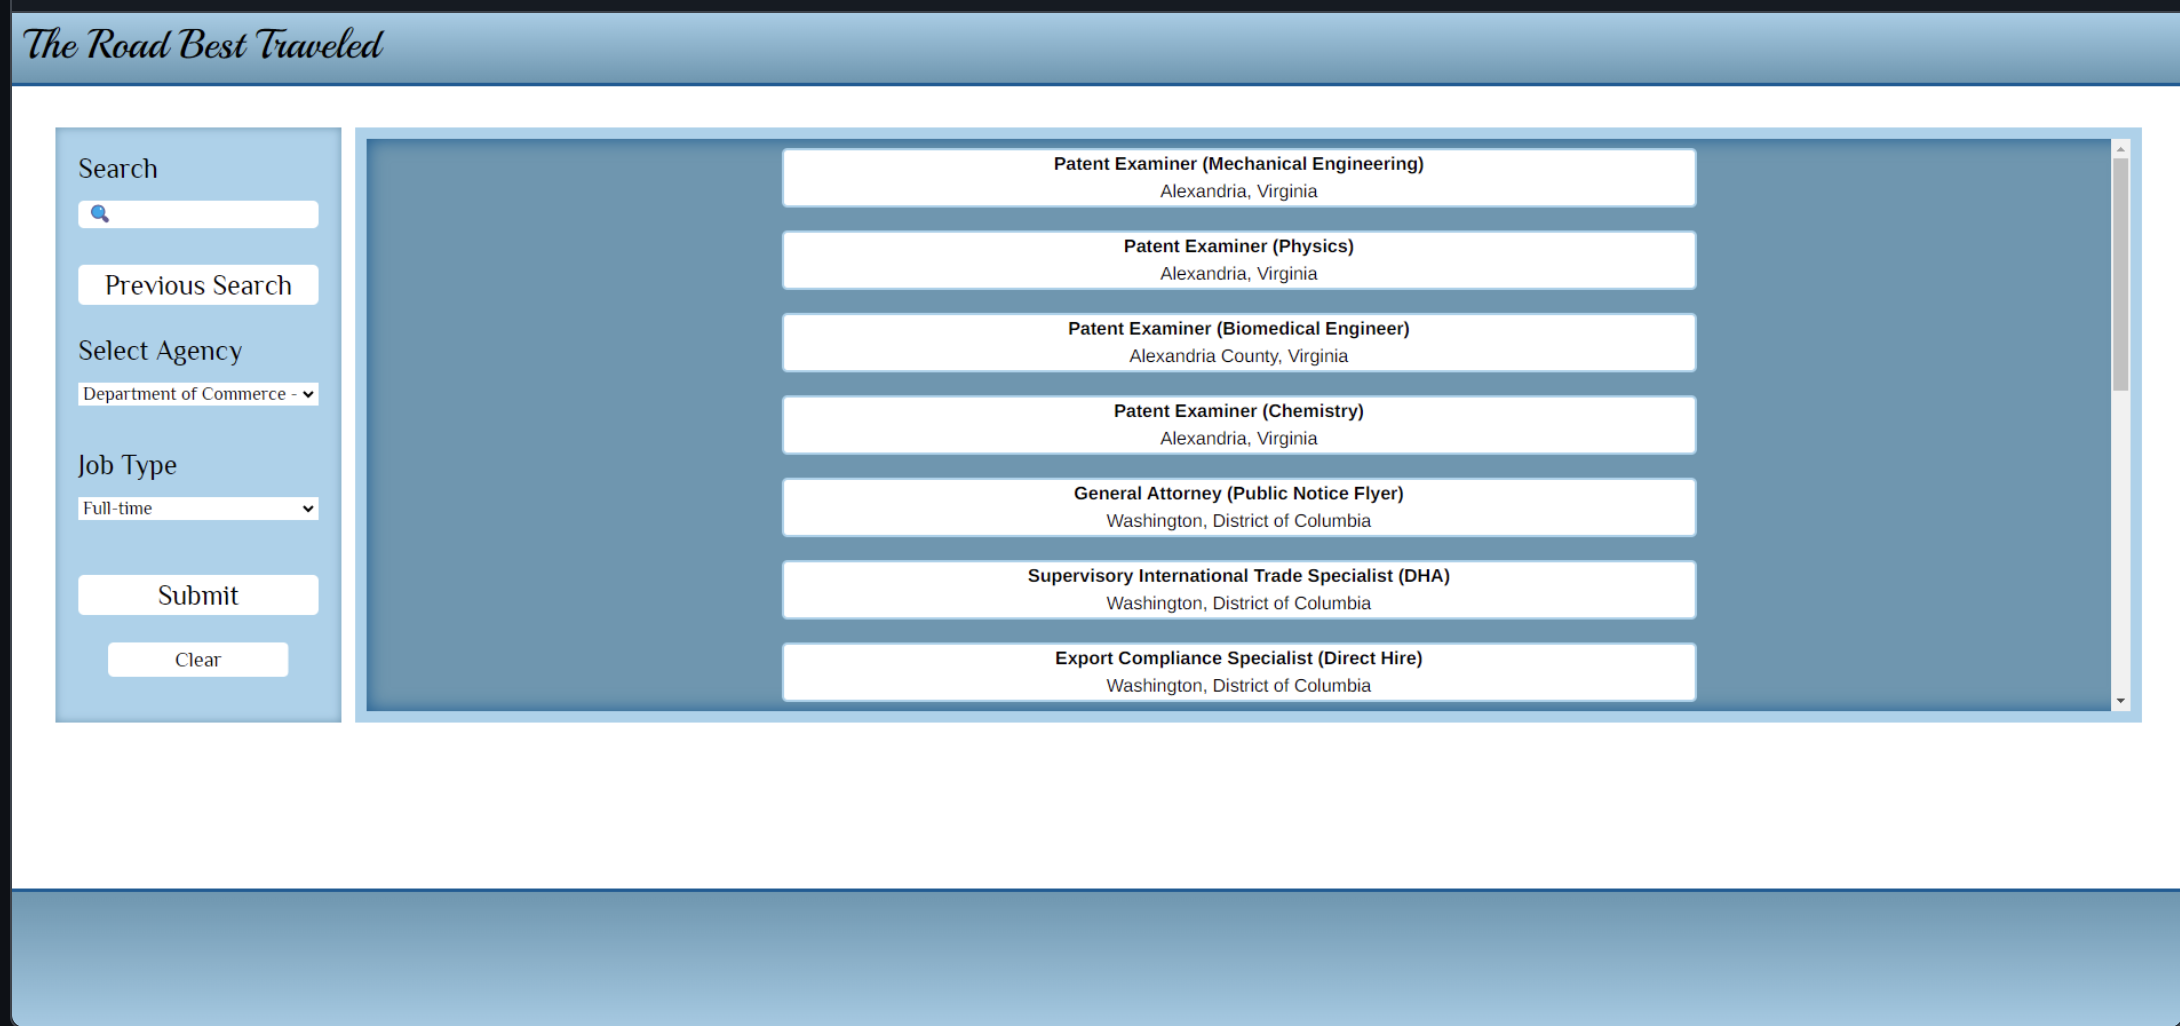 The Road Best Traveled
Search
Previous Search
Select Agency
Department of Commerce -
Job Type
Full-time
Submit
Clear
Patent Examiner (Mechanical Engineering)
Alexandria, Virginia
Patent Examiner (Physics)
Alexandria, Virginia
Patent Examiner (Biomedical Engineer)
Alexandria County, Virginia
Patent Examiner (Chemistry)
Alexandria, Virginia
General Attorney (Public Notice Flyer)
Washington, District of Columbia
Supervisory International Trade Specialist (DHA)
Washington, District of Columbia
Export Compliance Specialist (Direct Hire)
Washington, District of Columbia